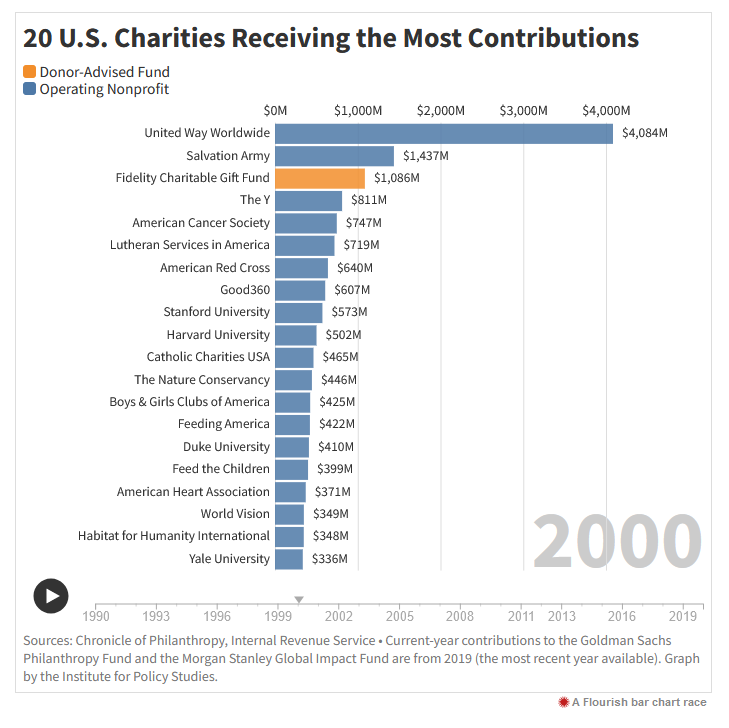 20 U.S. Charities Receiving the Most Contributions
Donor-Advised Fund
Operating Nonprofit
$0M $1,000M $2,000M $3,000M $4,000M
United Way Worldwide $4,084M
Salvation Army $1,437M
Fidelity Charitable Gift Fund $1,086M
The Y $811M
American Cancer Society $747M
Lutheran Services in America $719M
American Red Cross $640M
Good360 $607M
Stanford University $573M
Harvard University $502M
Catholic Charities USA $465M
The Nature Conservancy $446M
Boys & Girls Clubs of America $425M
Feeding America $422M
Duke University $410M
Feed the Children $399M
American Heart Association $371M
World Vision $349M
Habitat for Humanity International $348M
Yale University $336M
2000
1990 1993 1996 1999 2002 2005 2008 2011 2013 2016 2019
Sources: Chronicle of Philanthropy, Internal Revenue Service • Current-year contributions to the Goldman Sachs
Philanthropy Fund and the Morgan Stanley Global Impact Fund are from 2019 (the most recent year available). Graph
by the Institute for Policy Studies.
A Flourish bar chart race